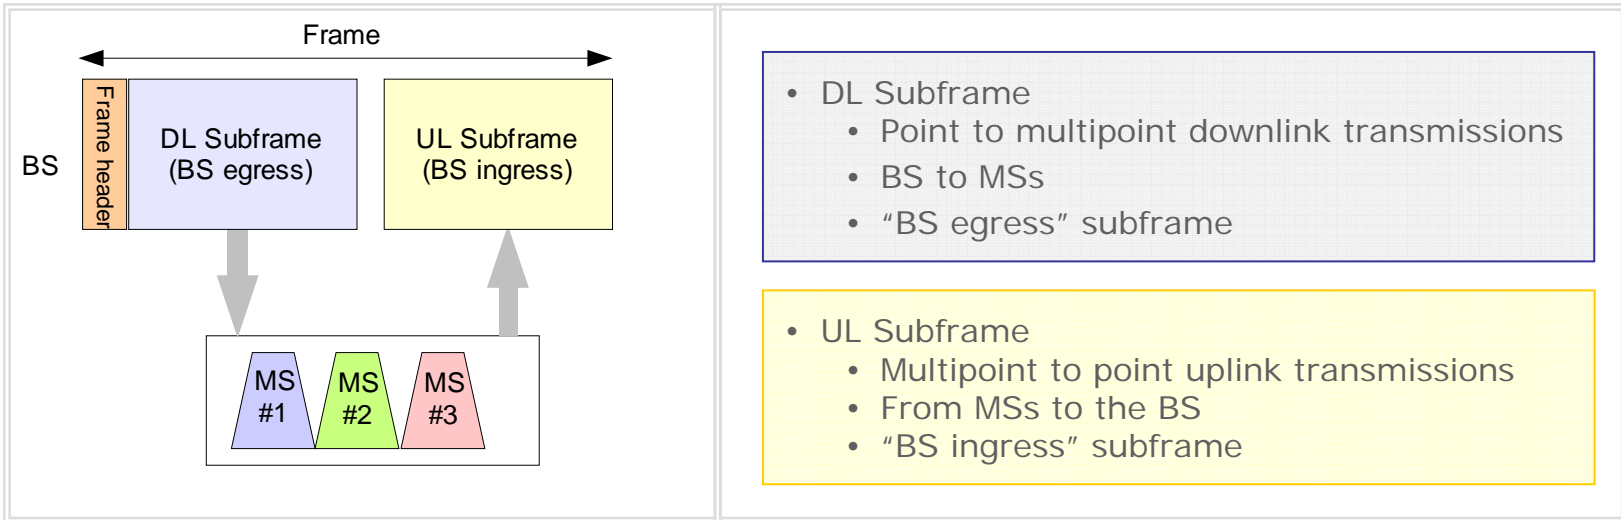 Frame
BS
Frame header
DL Subframe
(BS egress)
UL Subframe
(BS ingress)
MS
#1
MS
#2
MS
#3
• DL Subframe
• Point to multipoint downlink transmissions
• BS to MSs
• “BS egress” subframe
• UL Subframe
• Multipoint to point uplink transmissions
• From MSs to the BS
• “BS ingress” subframe